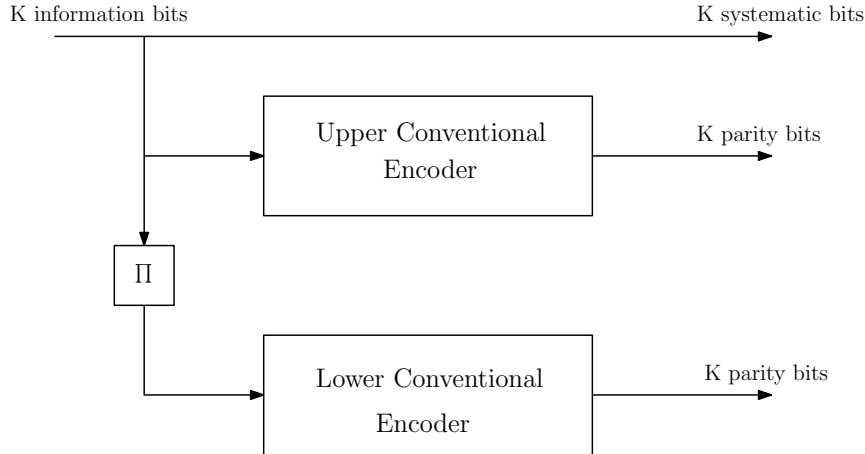 K information bits
K systematic bits
Upper Conventional
Encoder
K parity bits
Π
Lower Conventional
Encoder
K parity bits